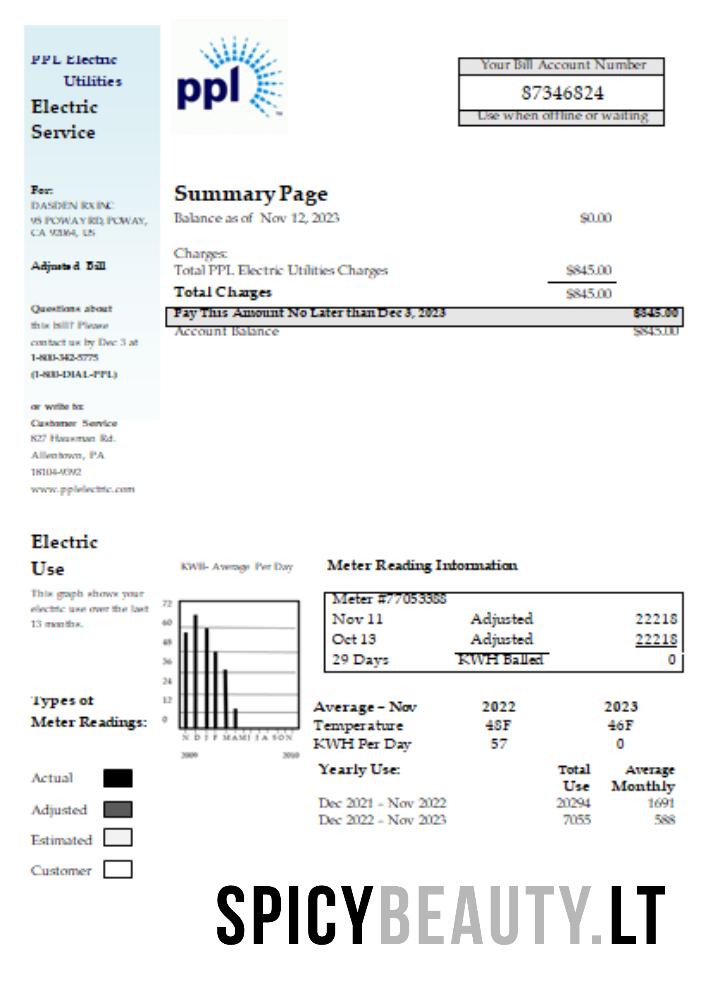 PPL Electric
Utilities
Electric
Service
ppl
Your Bill Account Number
87346824
Use when offline or waiting
For:
DASDEN RX INC
95 POWAY RD, POWAY,
CA 92064, US
Adjusted Bill
Questions about
this bill? Please
contact us by Dec 3 at
1-800-342-5775
(1-800-DIAL-PPL)
or write to:
Customer Service
827 Hausman Rd.
Allentown, PA
18104-9392
www.pplelectric.com
Summary Page
Balance as of Nov 12, 2023 $0.00
Charges:
Total PPL Electric Utilities Charges $845.00
Total Charges $845.00
Pay This Amount No Later than Dec 3, 2023 $845.00
Account Balance $845.00
Electric
Use
This graph shows your
electric use over the last
13 months.
Types of
Meter Readings:
Actual
Adjusted
Estimated
Customer
KWH- Average Per Day
72
60
48
36
24
12
0
N D J F M A M J J A S O N
2009 2010
Meter Reading Information
Meter #77053388
Nov 11 Adjusted 22218
Oct 13 Adjusted 22218
29 Days KWH Balled 0
Average – Nov 2022 2023
Temperature 48F 46F
KWH Per Day 57 0
Yearly Use: Total Use Average Monthly
Dec 2021 – Nov 2022 20294 1691
Dec 2022 – Nov 2023 7055 588
SPICYBEAUTY.LT